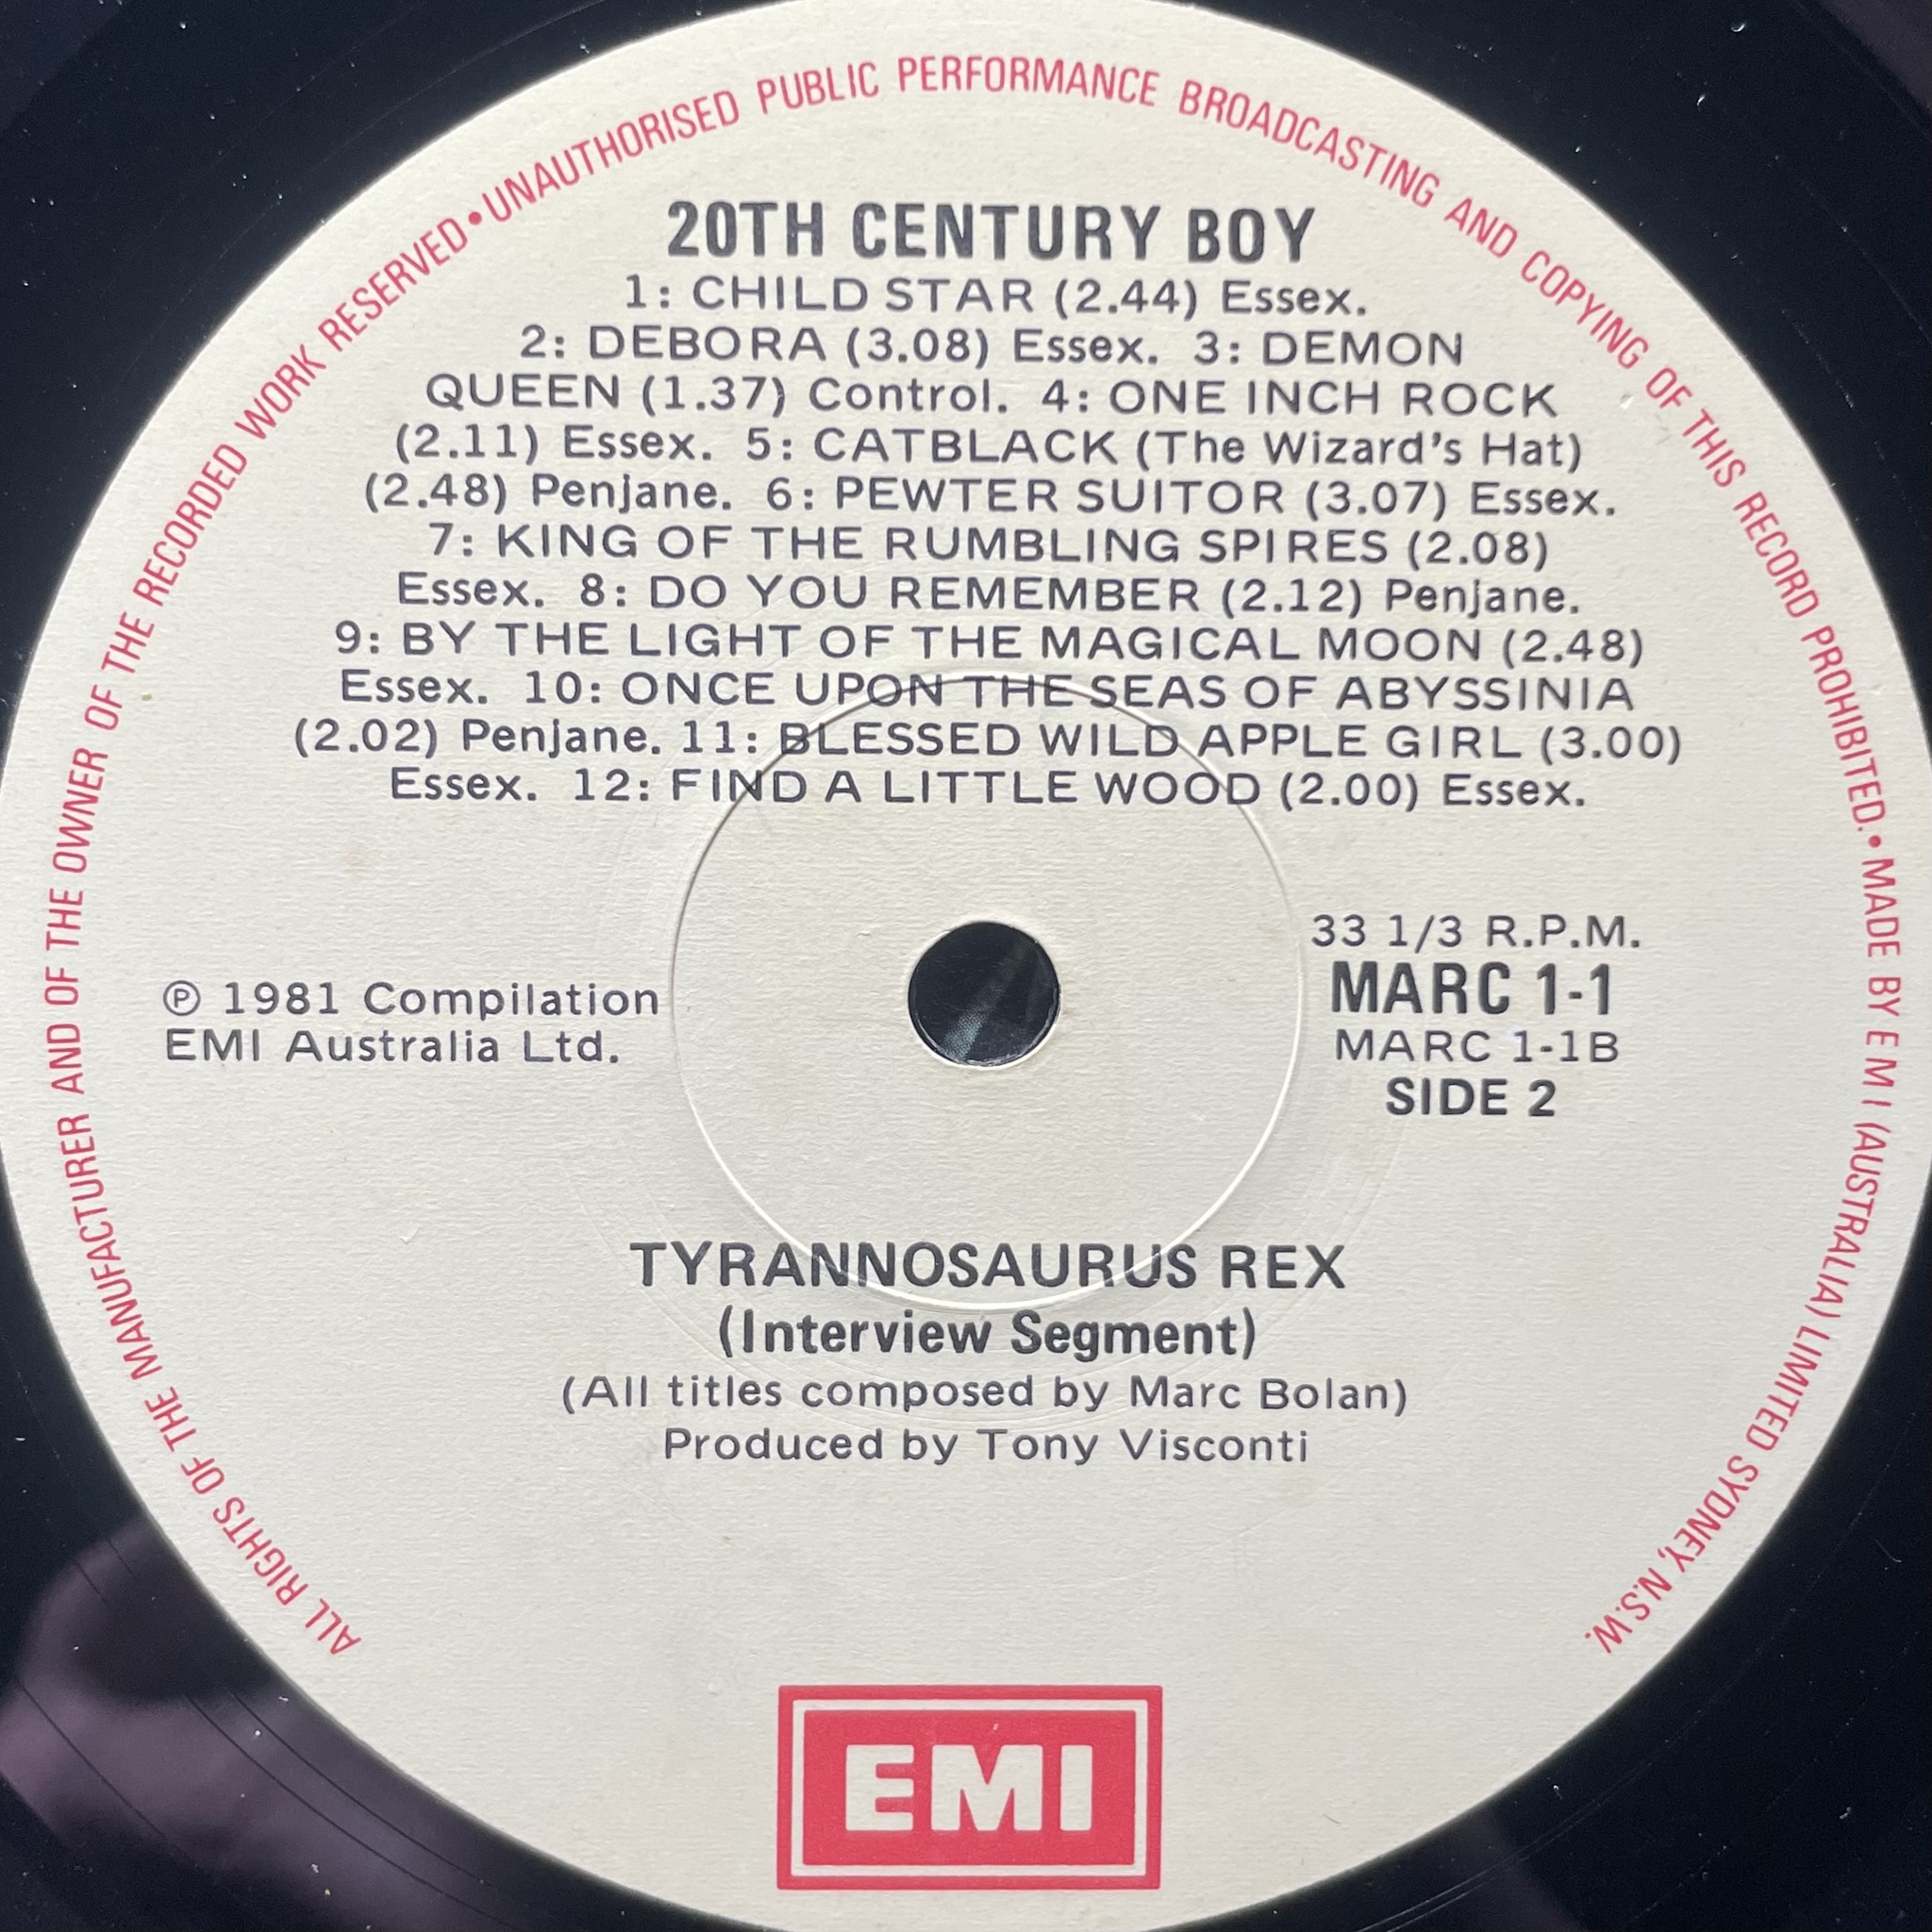 ALL RIGHTS OF THE MANUFACTURER AND OF THE OWNER OF THE RECORDED WORK RESERVED • UNAUTHORISED PUBLIC PERFORMANCE BROADCASTING AND COPYING OF THIS RECORD PROHIBITED. • MADE BY E M I (AUSTRALIA) LIMITED SYDNEY, N.S.W.
20TH CENTURY BOY
1: CHILD STAR (2.44) Essex.
2: DEBORA (3.08) Essex. 3: DEMON
QUEEN (1.37) Control. 4: ONE INCH ROCK
(2.11) Essex. 5: CATBLACK (The Wizard's Hat)
(2.48) Penjane. 6: PEWTER SUITOR (3.07) Essex.
7: KING OF THE RUMBLING SPIRES (2.08)
Essex. 8: DO YOU REMEMBER (2.12) Penjane.
9: BY THE LIGHT OF THE MAGICAL MOON (2.48)
Essex. 10: ONCE UPON THE SEAS OF ABYSSINIA
(2.02) Penjane. 11: BLESSED WILD APPLE GIRL (3.00)
Essex. 12: FIND A LITTLE WOOD (2.00) Essex.
℗ 1981 Compilation
EMI Australia Ltd.
33 1/3 R.P.M.
MARC 1-1
MARC 1-1B
SIDE 2
TYRANNOSAURUS REX
(Interview Segment)
(All titles composed by Marc Bolan)
Produced by Tony Visconti
EMI